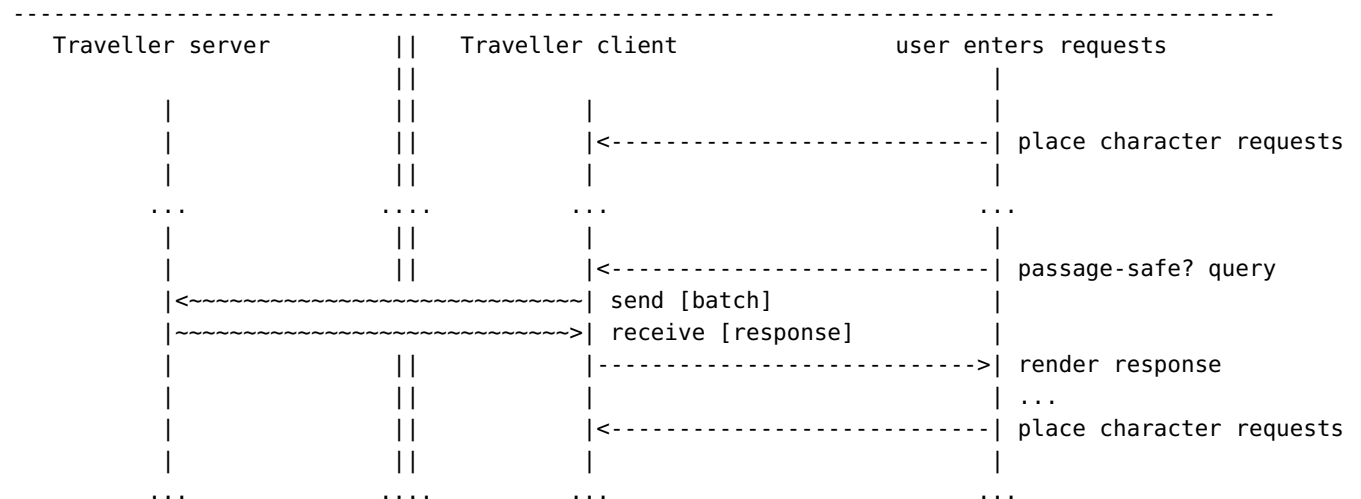 ---------------------------------------------------------------------------------------------
   Traveller server         ||   Traveller client                user enters requests
                            ||                                          |
           |                ||            |                             |
           |                ||            |<----------------------------| place character requests
           |                ||            |                             |
          ...              ....          ...                           ...
           |                ||            |                             |
           |                ||            |<----------------------------| passage-safe? query
           |<~~~~~~~~~~~~~~~~~~~~~~~~~~~~~| send [batch]                |
           |~~~~~~~~~~~~~~~~~~~~~~~~~~~~~>| receive [response]          |
           |                ||            |---------------------------->| render response
           |                ||            |                             | ...
           |                ||            |<----------------------------| place character requests
           |                ||            |                             |
          ...              ....          ...                           ...